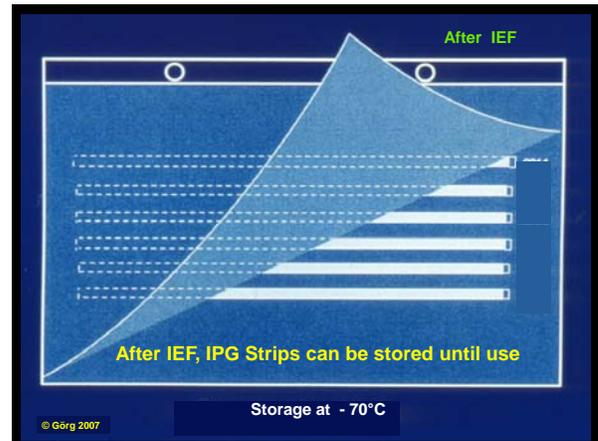 After IEF
After IEF, IPG Strips can be stored until use
Storage at - 70°C
© Görg 2007